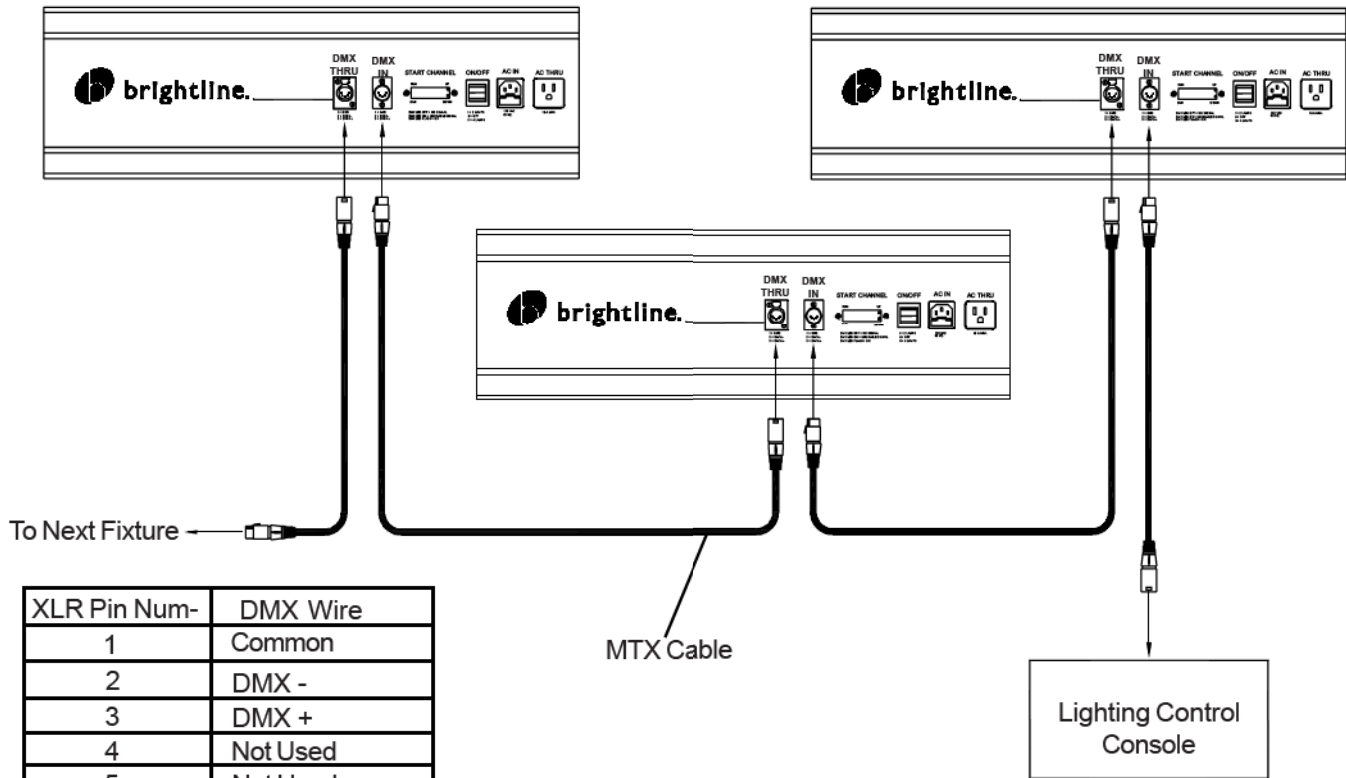 DMX THRU
DMX IN
START CHANNEL
ON/OFF
AC IN
AC THRU
brightline.
DMX THRU
DMX IN
START CHANNEL
ON/OFF
AC IN
AC THRU
brightline.
DMX THRU
DMX IN
START CHANNEL
ON/OFF
AC IN
AC THRU
brightline.
To Next Fixture
MTX Cable
Lighting Control
Console
XLR Pin Num- DMX Wire
1 Common
2 DMX -
3 DMX +
4 Not Used